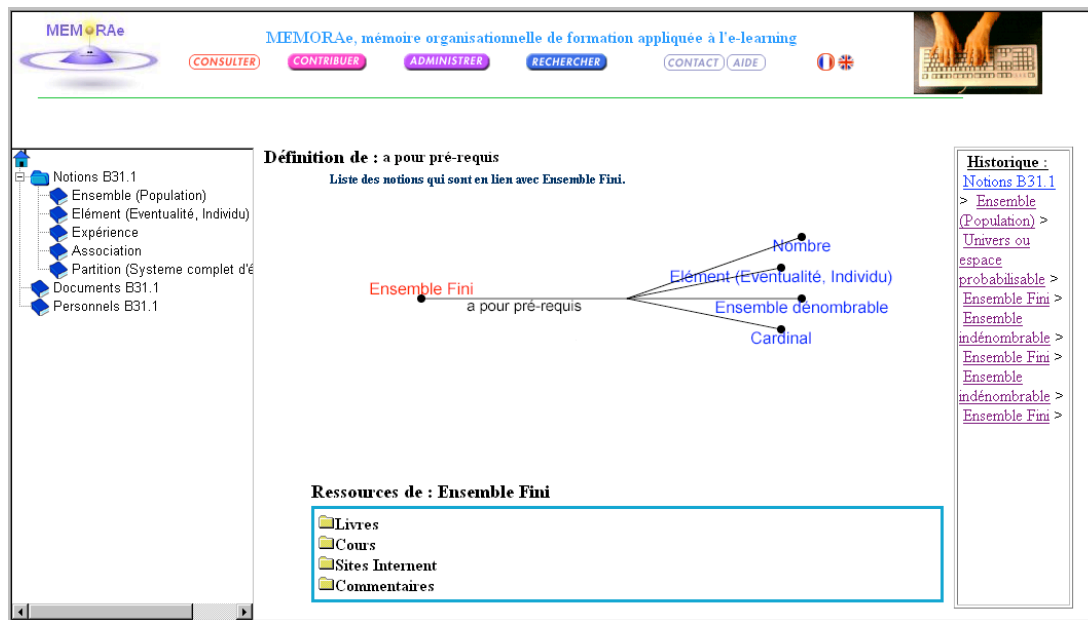 MEMORAe
MEMORAe, mémoire organisationnelle de formation appliquée à l'e-learning
CONSULTER CONTRIBUER ADMINISTRER RECHERCHER CONTACT AIDE
Notions B31.1
Ensemble (Population)
Elément (Eventualité, Individu)
Expérience
Association
Partition (Systeme complet d'é
Documents B31.1
Personnels B31.1
Définition de : a pour pré-requis
Liste des notions qui sont en lien avec Ensemble Fini.
Nombre
Elément (Eventualité, Individu)
Ensemble Fini
a pour pré-requis
Ensemble dénombrable
Cardinal
Ressources de : Ensemble Fini
Livres
Cours
Sites Internent
Commentaires
Historique :
Notions B31.1
> Ensemble
(Population) >
Univers ou
espace
probabilisable >
Ensemble Fini >
Ensemble
indénombrable >
Ensemble Fini >
Ensemble
indénombrable >
Ensemble Fini >